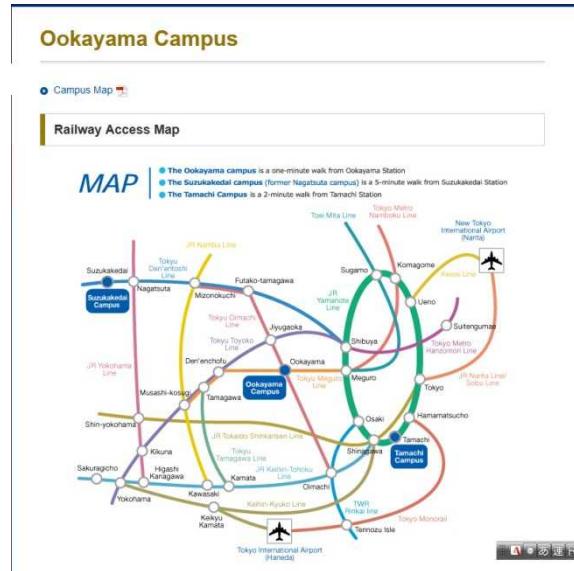 Ookayama Campus
Campus Map
Railway Access Map
MAP
The Ookayama campus is a one-minute walk from Ookayama Station
The Suzukakedai campus (former Nagatsuta campus) is a 5-minute walk from Suzukakedai Station
The Tamachi Campus is a 2-minute walk from Tamachi Station
Toei Mita Line
Tokyo Metro
Namboku Line
New Tokyo
International Airport
(Narita)
JR Nambu Line
Tokyu
Den'entoshi
Line
Sugamo
Komagome
Keisei Line
Suzukakedai
Nagatsuta
Mizonokuchi
Futako-tamagawa
Ueno
Suzukakedai
Campus
Tokyu Oimachi
Line
JR
Yamanote
Line
Jiyugaoka
Suitengumae
Tokyu Toyoko
Line
Shibuya
Tokyo Metro
Hanzomon Line
JR Yokohama
Line
Den'enchofu
Ookayama
Ookayama
Campus
Tokyu Meguro
Line
Meguro
Tokyo
JR Narita Line/
Sobu Line
Musashi-kosugi
Tamagawa
Shin-yokohama
Osaki
Hamamatsucho
JR Tokaido Shinkansen Line
Tamachi
Shinagawa
Tamachi
Campus
Kikuna
Tokyu
Tamagawa Line
Sakuragicho
Higashi
Kanagawa
Kamata
JR Keihin-Tohoku
Line
Oimachi
Yokohama
Kawasaki
Keihin-Kyuko Line
TWR
Rinkai Line
Keikyu
Kamata
Tennozu Isle
Tokyo Monorail
Tokyo International Airport
(Haneda)
A
あ 連